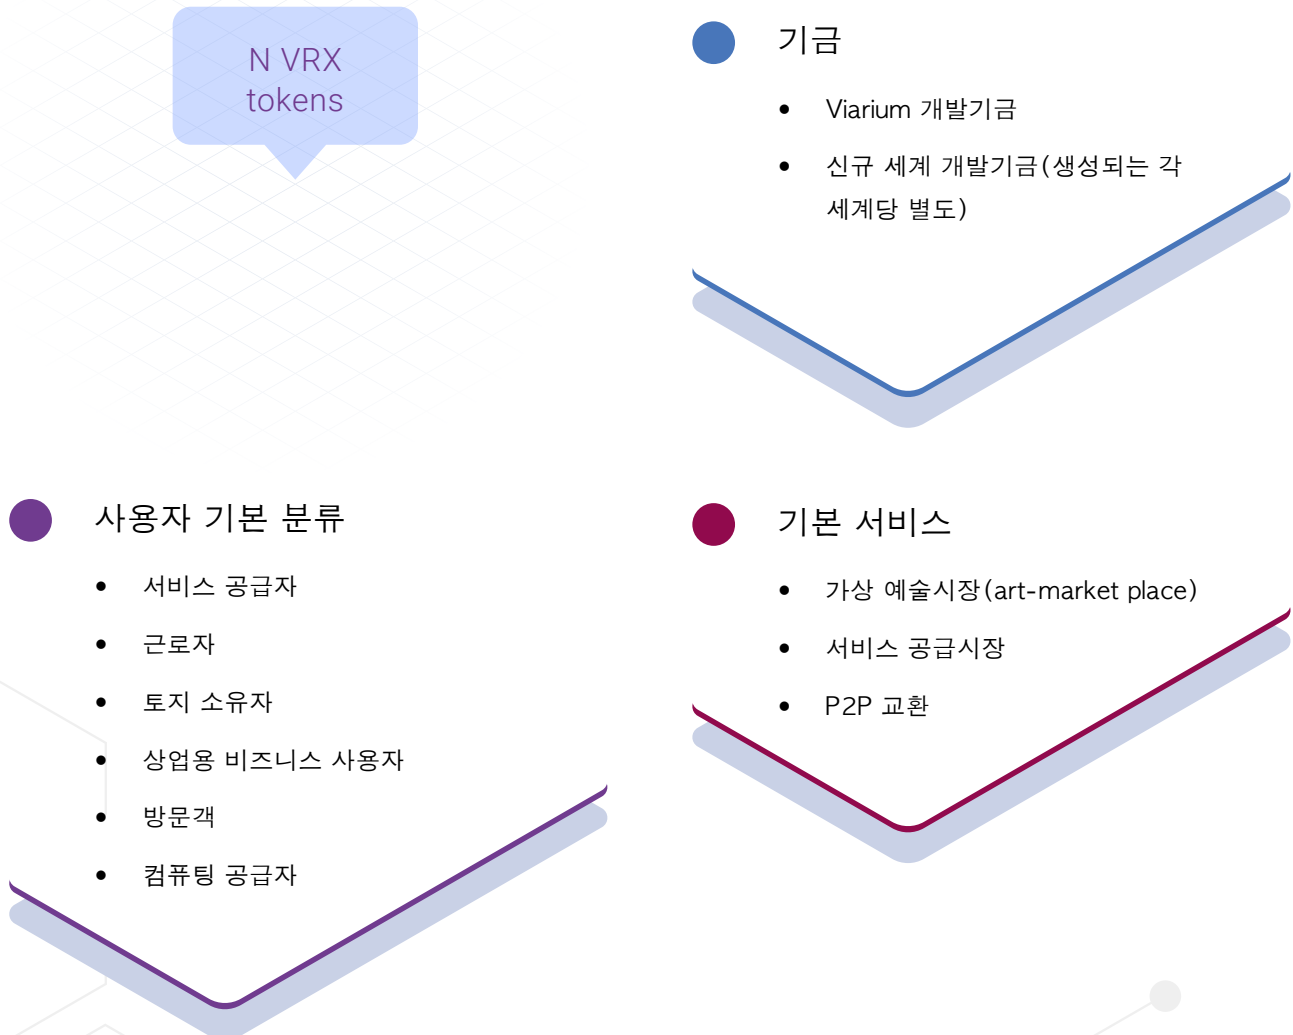 N VRX
tokens
기금
• Viarium 개발기금
• 신규 세계 개발기금(생성되는 각
세계당 별도)
사용자 기본 분류
• 서비스 공급자
• 근로자
• 토지 소유자
• 상업용 비즈니스 사용자
• 방문객
• 컴퓨팅 공급자
기본 서비스
• 가상 예술시장(art-market place)
• 서비스 공급시장
• P2P 교환